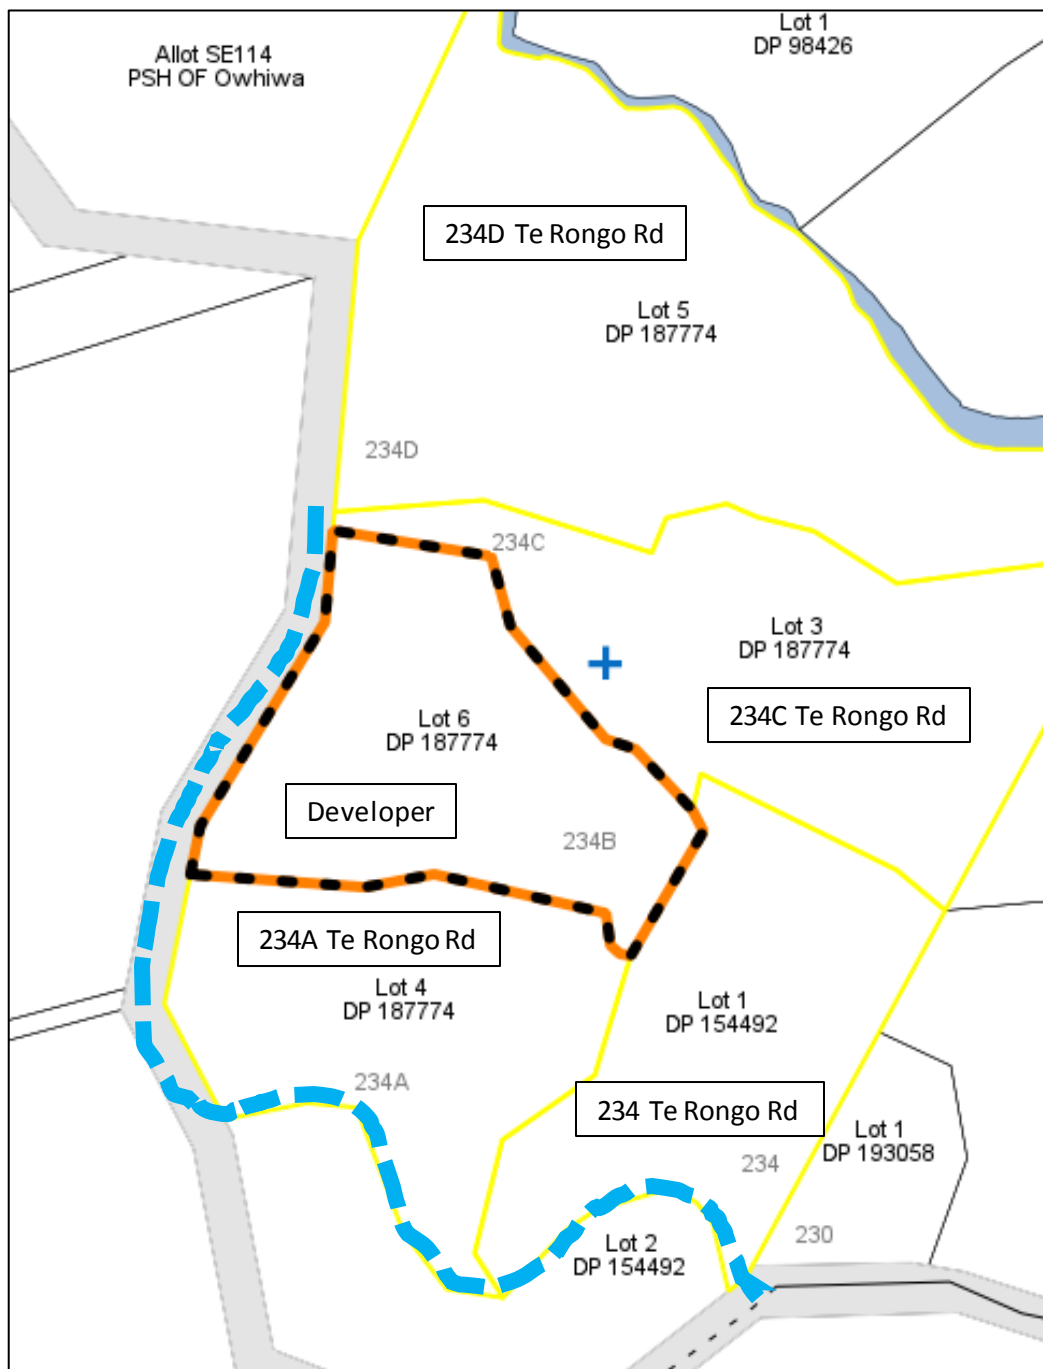 Lot 1
DP 98426
Allot SE114
PSH OF Owhiwa
234D Te Rongo Rd
Lot 5
DP 187774
234D
234C
Lot 3
DP 187774
234C Te Rongo Rd
Lot 6
DP 187774
Developer
234B
234A Te Rongo Rd
Lot 4
DP 187774
Lot 1
DP 154492
234A
234 Te Rongo Rd
Lot 1
DP 193058
234
230
Lot 2
DP 154492